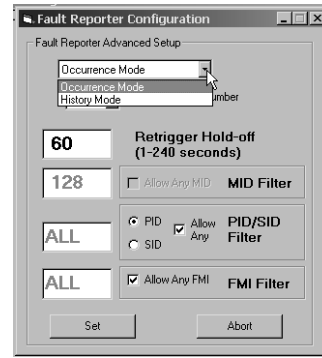 Fault Reporter Configuration
Fault Reporter Advanced Setup
Occurrence Mode
Occurrence Mode
History Mode
60
Retrigger Hold-off
(1-240 seconds)
128
Allow Any MID
MID Filter
ALL
PID
SID
Allow
Any
PID/SID
Filter
ALL
Allow Any FMI
FMI Filter
Set
Abort